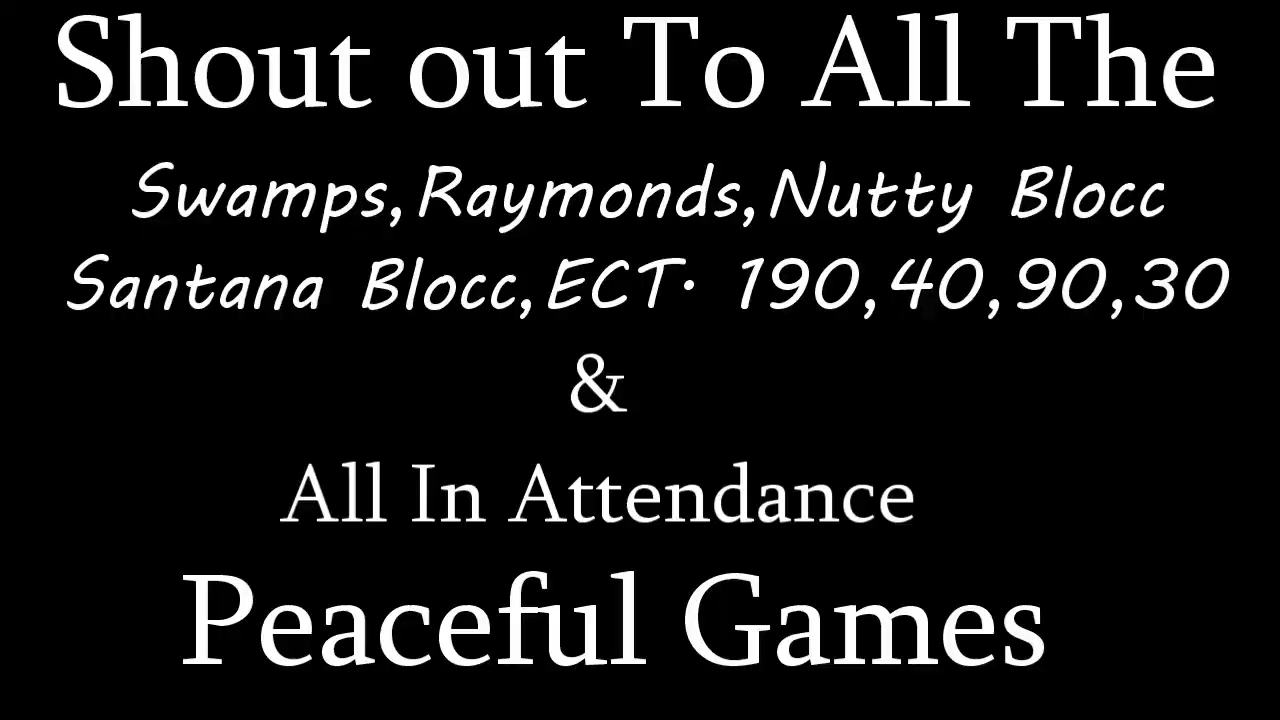 Shout out To All The
Swamps,Raymonds,Nutty Blocc
Santana Blocc,ECT. 190,40,90,30
&
All In Attendance
Peaceful Games